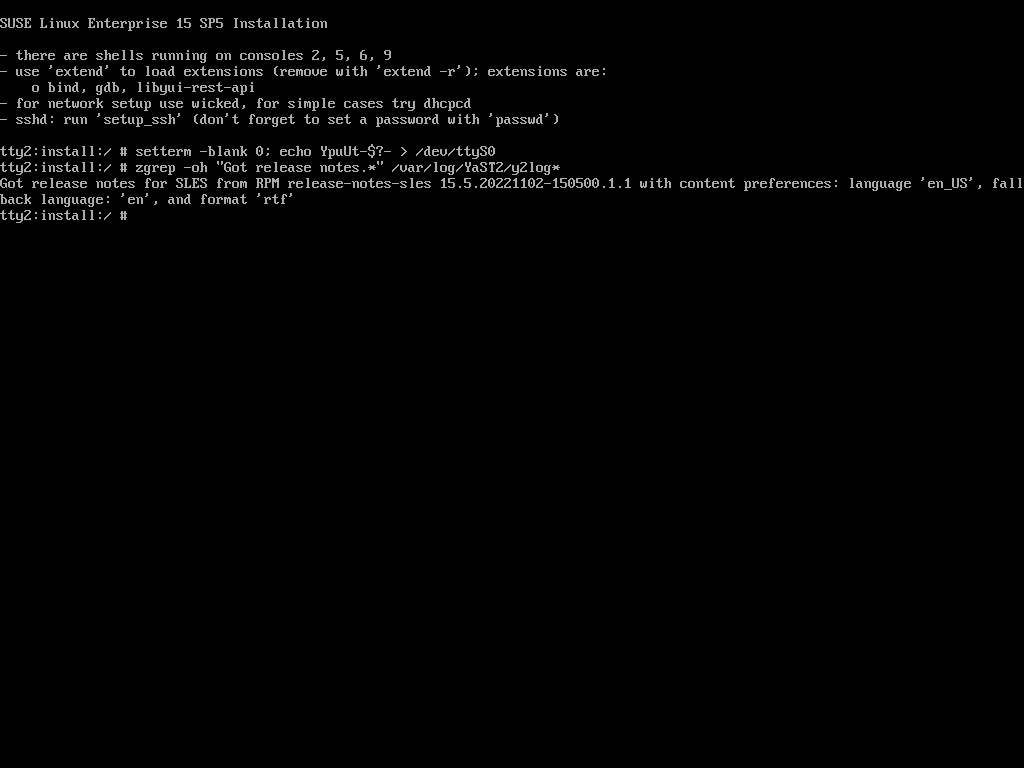 SUSE Linux Enterprise 15 SP5 Installation
- there are shells running on consoles 2, 5, 6, 9
- use 'extend' to load extensions (remove with 'extend -r'); extensions are:
o bind, gdb, libyui-rest-api
- for network setup use wicked, for simple cases try dhcpcd
- sshd: run 'setup_ssh' (don't forget to set a password with 'passwd')
tty2:install:/ # setterm -blank 0; echo YpuUt-$?- > /dev/ttyS0
tty2:install:/ # zgrep -oh "Got release notes.*" /var/log/YaST2/y2log*
Got release notes for SLES from RPM release-notes-sles 15.5.20221102-150500.1.1 with content preferences: language 'en_US', fall
back language: 'en', and format 'rtf'
tty2:install:/ #